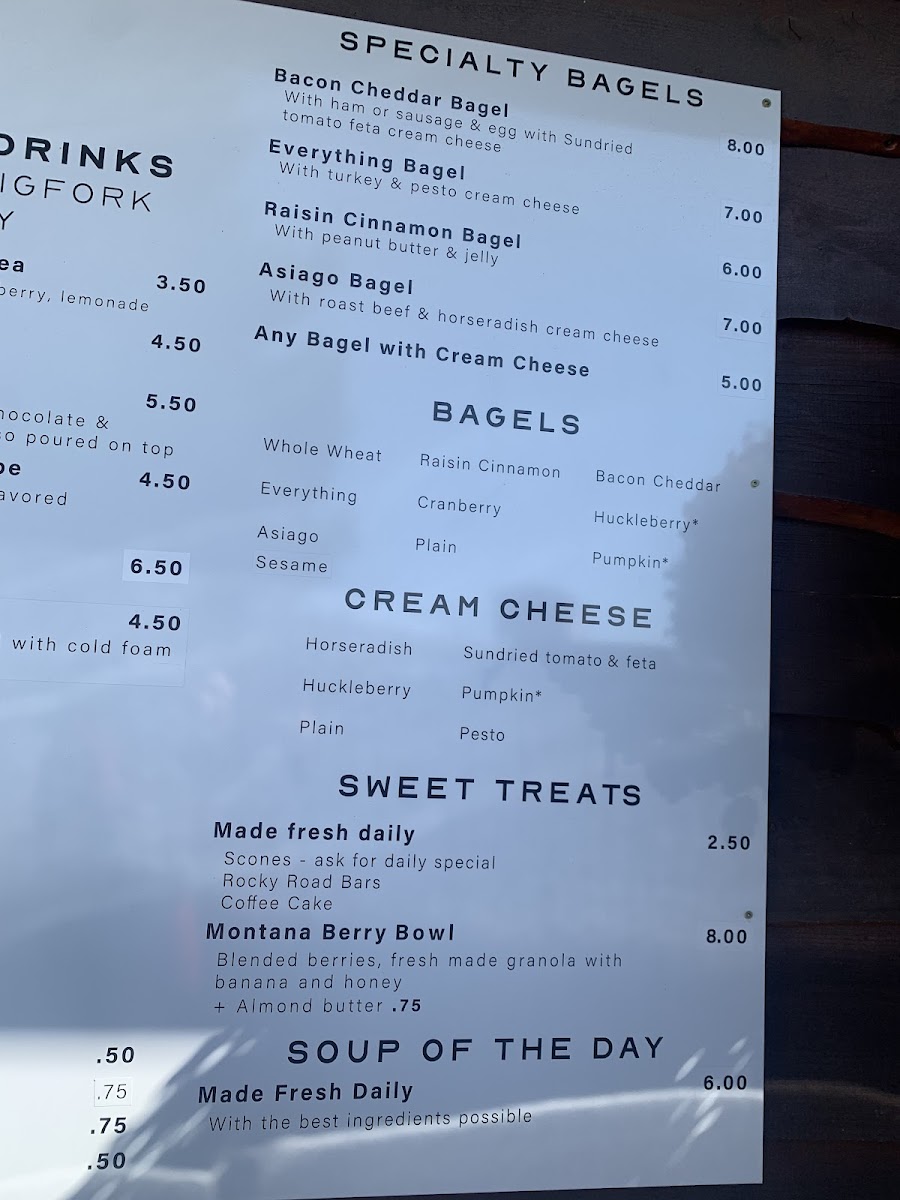 DRINKS
IGFORK
Y
ea
3.50
berry, lemonade
4.50
5.50
hocolate &
so poured on top
be
4.50
avored
6.50
4.50
with cold foam
.50
.75
.75
.50
SPECIALTY BAGELS
Bacon Cheddar Bagel
With ham or sausage & egg with Sundried
tomato feta cream cheese
8.00
Everything Bagel
With turkey & pesto cream cheese
7.00
Raisin Cinnamon Bagel
With peanut butter & jelly
6.00
Asiago Bagel
With roast beef & horseradish cream cheese
7.00
Any Bagel with Cream Cheese
5.00
BAGELS
Whole Wheat Raisin Cinnamon Bacon Cheddar
Everything Cranberry Huckleberry*
Asiago Plain Pumpkin*
Sesame
CREAM CHEESE
Horseradish Sundried tomato & feta
Huckleberry Pumpkin*
Plain Pesto
SWEET TREATS
Made fresh daily 2.50
Scones - ask for daily special
Rocky Road Bars
Coffee Cake
Montana Berry Bowl 8.00
Blended berries, fresh made granola with
banana and honey
+ Almond butter .75
SOUP OF THE DAY
Made Fresh Daily 6.00
With the best ingredients possible